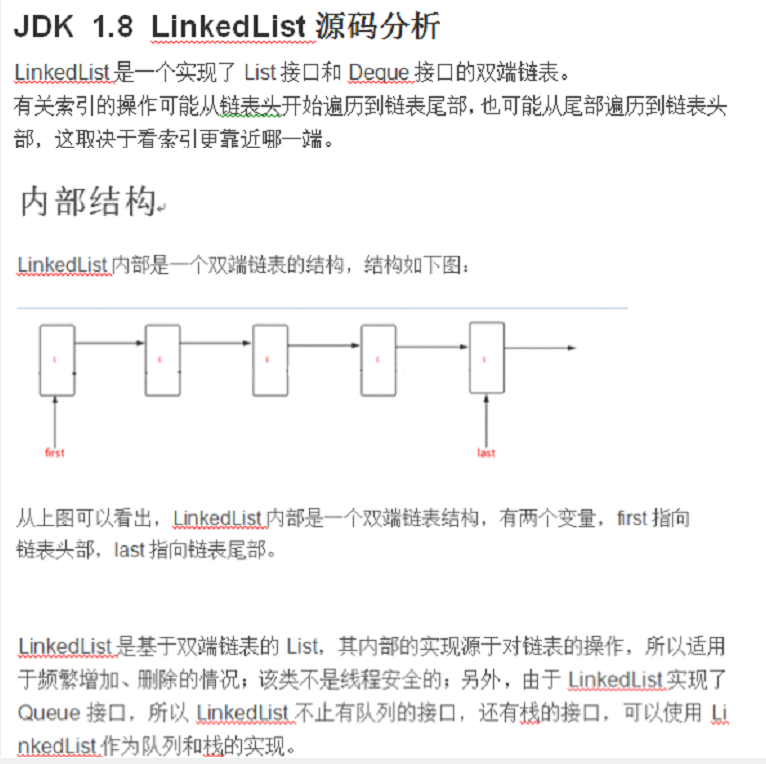 JDK 1.8 LinkedList 源码分析
LinkedList 是一个实现了 List 接口和 Deque 接口的双端链表。
有关索引的操作可能从链表头开始遍历到链表尾部，也可能从尾部遍历到链表头
部，这取决于看索引更靠近哪一端。
内部结构
LinkedList 内部是一个双端链表的结构，结构如下图：
first
last
从上图可以看出，LinkedList 内部是一个双端链表结构，有两个变量，first 指向
链表头部，last 指向链表尾部。
LinkedList 是基于双端链表的 List，其内部的实现源于对链表的操作，所以适用
于频繁增加、删除的情况；该类不是线程安全的；另外，由于 LinkedList 实现了
Queue 接口，所以 LinkedList 不止有队列的接口，还有栈的接口，可以使用 Li
nkedList 作为队列和栈的实现。